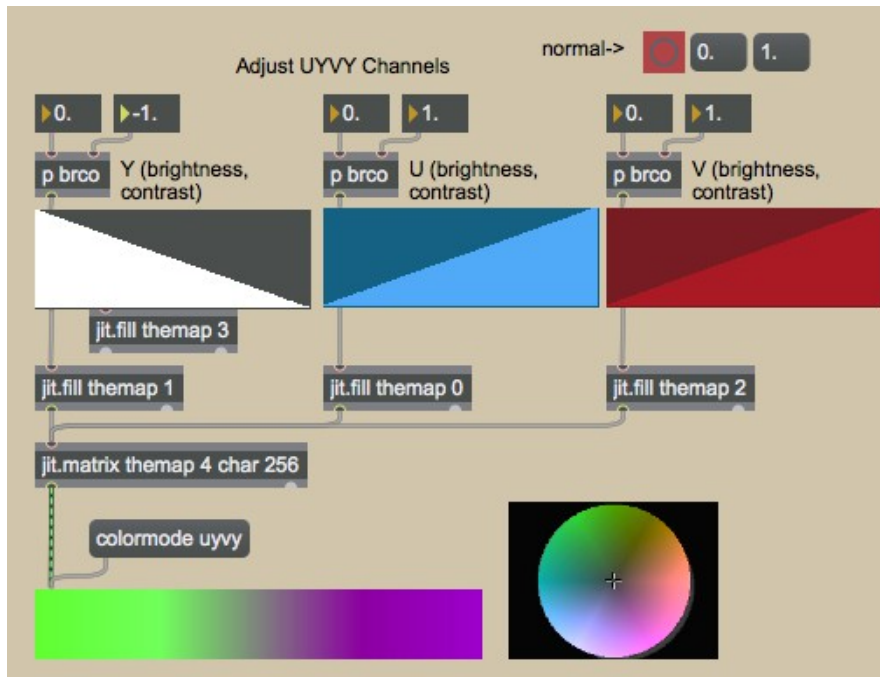 Adjust UYVY Channels
normal->
0.
1.
0.
-1.
0.
1.
0.
1.
p brco
Y (brightness,
contrast)
p brco
U (brightness,
contrast)
p brco
V (brightness,
contrast)
jit.fill themap 3
jit.fill themap 1
jit.fill themap 0
jit.fill themap 2
jit.matrix themap 4 char 256
colormode uyvy